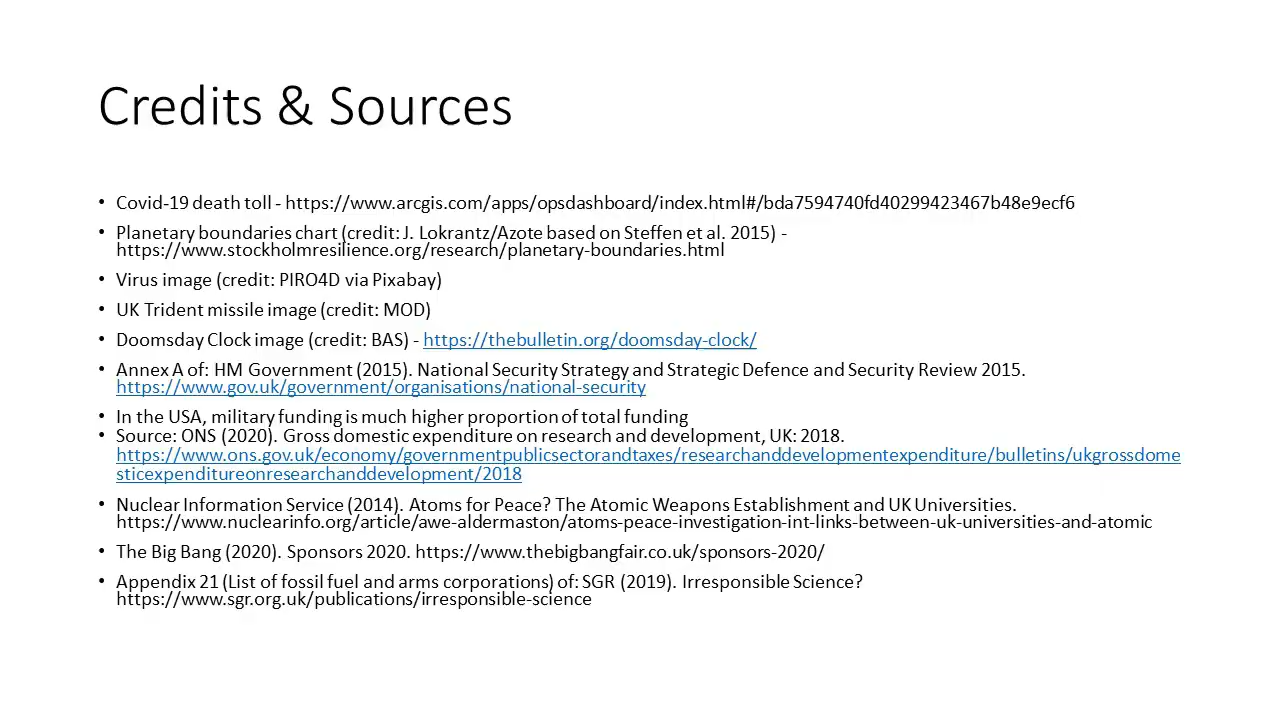 Credits & Sources
• Covid-19 death toll - https://www.arcgis.com/apps/opsdashboard/index.html#/bda7594740fd40299423467b48e9ecf6
• Planetary boundaries chart (credit: J. Lokrantz/Azote based on Steffen et al. 2015) -
https://www.stockholmresilience.org/research/planetary-boundaries.html
• Virus image (credit: PIRO4D via Pixabay)
• UK Trident missile image (credit: MOD)
• Doomsday Clock image (credit: BAS) - https://thebulletin.org/doomsday-clock/
• Annex A of: HM Government (2015). National Security Strategy and Strategic Defence and Security Review 2015.
https://www.gov.uk/government/organisations/national-security
• In the USA, military funding is much higher proportion of total funding
• Source: ONS (2020). Gross domestic expenditure on research and development, UK: 2018.
https://www.ons.gov.uk/economy/governmentpublicsectorandtaxes/researchanddevelopmentexpenditure/bulletins/ukgrossdome
sticexpenditureonresearchanddevelopment/2018
• Nuclear Information Service (2014). Atoms for Peace? The Atomic Weapons Establishment and UK Universities.
https://www.nuclearinfo.org/article/awe-aldermaston/atoms-peace-investigation-int-links-between-uk-universities-and-atomic
• The Big Bang (2020). Sponsors 2020. https://www.thebigbangfair.co.uk/sponsors-2020/
• Appendix 21 (List of fossil fuel and arms corporations) of: SGR (2019). Irresponsible Science?
https://www.sgr.org.uk/publications/irresponsible-science